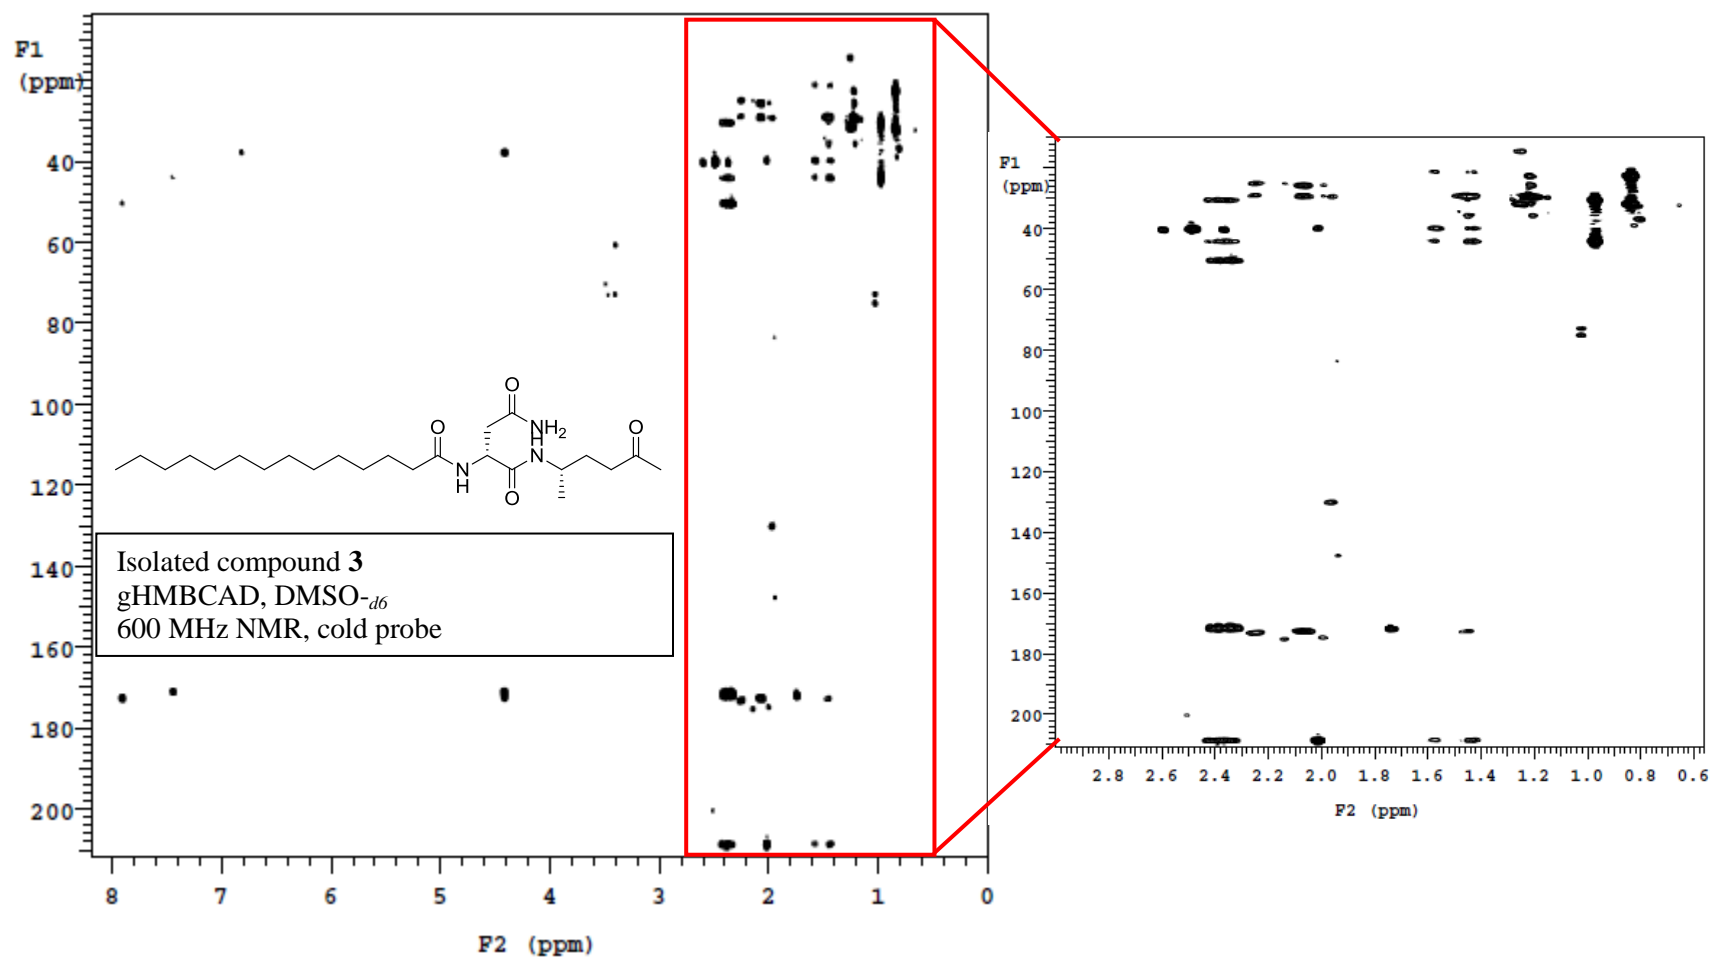 F1
(ppm)
40
60
80
100
120
140
160
180
200
8
7
6
5
4
3
2
1
0
F2 (ppm)
O
O
NH2
O
N
H
H
N
O
Isolated compound 3
gHMBCAD, DMSO-d6
600 MHz NMR, cold probe
F1
(ppm)
40
60
80
100
120
140
160
180
200
2.8 2.6 2.4 2.2 2.0 1.8 1.6 1.4 1.2 1.0 0.8 0.6
F2 (ppm)